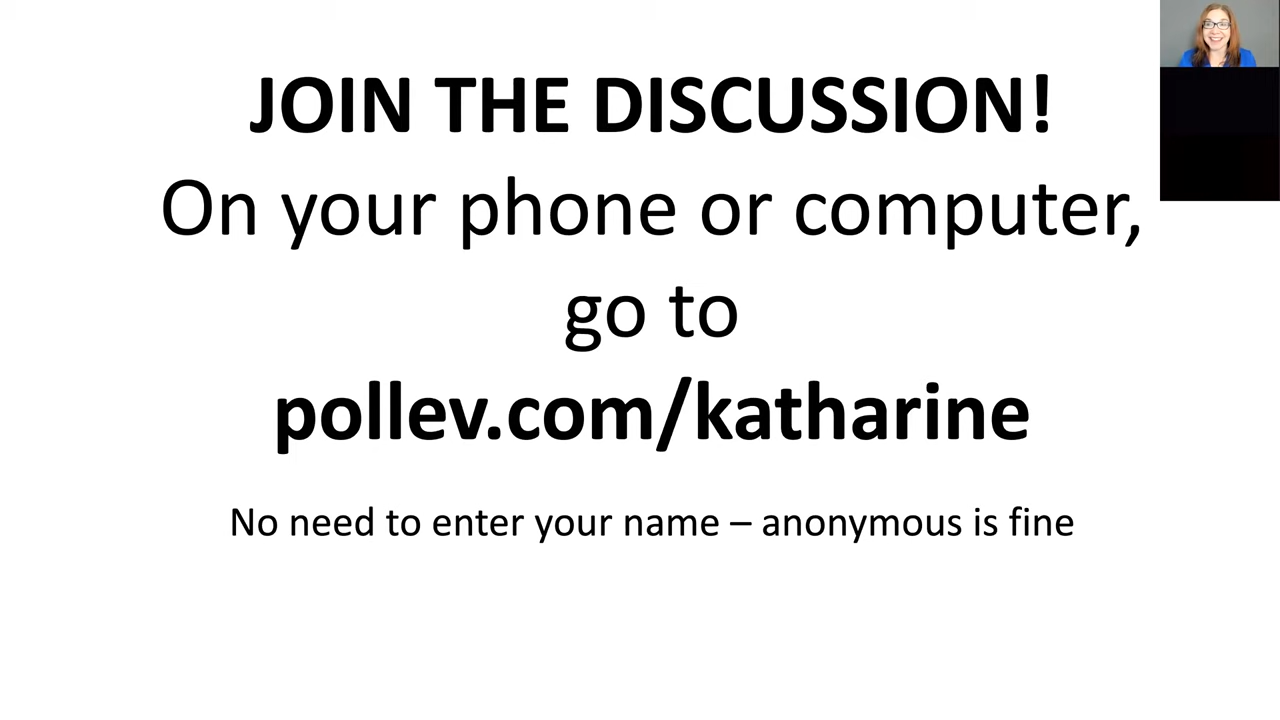 JOIN THE DISCUSSION!
On your phone or computer,
go to
pollev.com/katharine
No need to enter your name – anonymous is fine